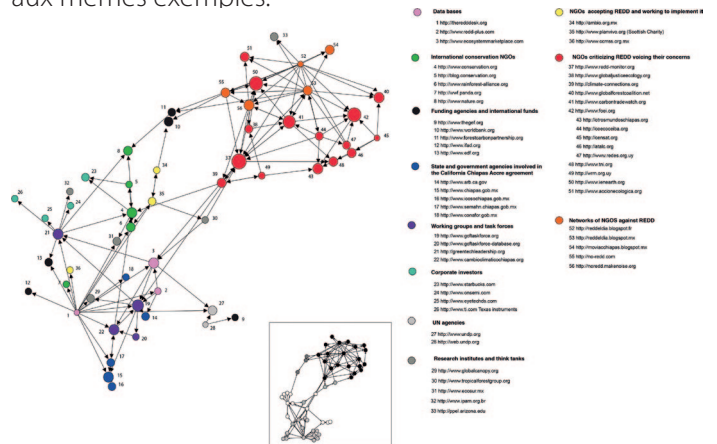 aux mêmes exemples.
Data bases
1 http://thereddesk.org
2 http://www.redd-plus.com
3 http://www.ecosystemmarketplace.com
International conservation NGOs
4 http://www.conservation.org
5 http://blog.conservation.org
6 http://www.rainforest-alliance.org
7 http://wwf.panda.org
8 http://www.nature.org
Funding agencies and international funds
9 http://www.thegef.org
10 http://www.worldbank.org
11 http://www.forestcarbonpartnership.org
12 http://www.ifad.org
13 http://www.edf.org
State and government agencies involved in
the California Chiapas Accre agreement
14 http://www.arb.ca.gov
15 http://www.chiapas.gob.mx
16 http://www.iceschiapas.gob.mx
17 http://www.semahn.chiapas.gob.mx
18 http://www.conafor.gob.mx
Working groups and task forces
19 http://www.gcftaskforce.org
20 http://www.gcftaskforce-database.org
21 http://greentechleadership.org
22 http://www.cambioclimaticochiapas.org
Corporate investors
23 http://www.starbucks.com
24 http://www.cncams.com
25 http://www.eyetechds.com
26 http://www.ti.com Texas Instruments
UN agencies
27 http://www.undp.org
28 http://web.undp.org
Research institutes and think tanks
29 http://www.globalcanopy.org
30 http://www.tropicalforestgroup.org
31 http://www.ecosur.mx
32 http://www.ipam.org.br
33 http://ppel.arizona.edu
NGOs accepting REDD and working to implement it
34 http://ambio.org.mx
35 http://www.planvivo.org (Scottish Charity)
36 http://www.ccmss.org.mx
NGOs criticizing REDD voicing their concerns
37 http://www.redd-monitor.org
38 http://www.globaljusticeecology.org
39 http://climate-connections.org
40 http://www.globalforestcoalition.net
41 http://www.carbontradewatch.org
42 http://www.foei.org
43 http://otrosmundoschiapas.org
44 http://coecoceiba.org
45 http://censat.org
46 http://otato.org
47 http://www.redes.org.uy
48 http://www.tni.org
49 http://wrm.org.uy
50 http://www.ienearth.org
51 http://www.accionecologica.org
Networks of NGOS against REDD
52 http://reddeldia.blogspot.fr
53 http://reddeldia.blogspot.mx
54 http://moviacchiapas.blogspot.mx
55 http://no-redd.com
56 http://noredd.makenoise.org